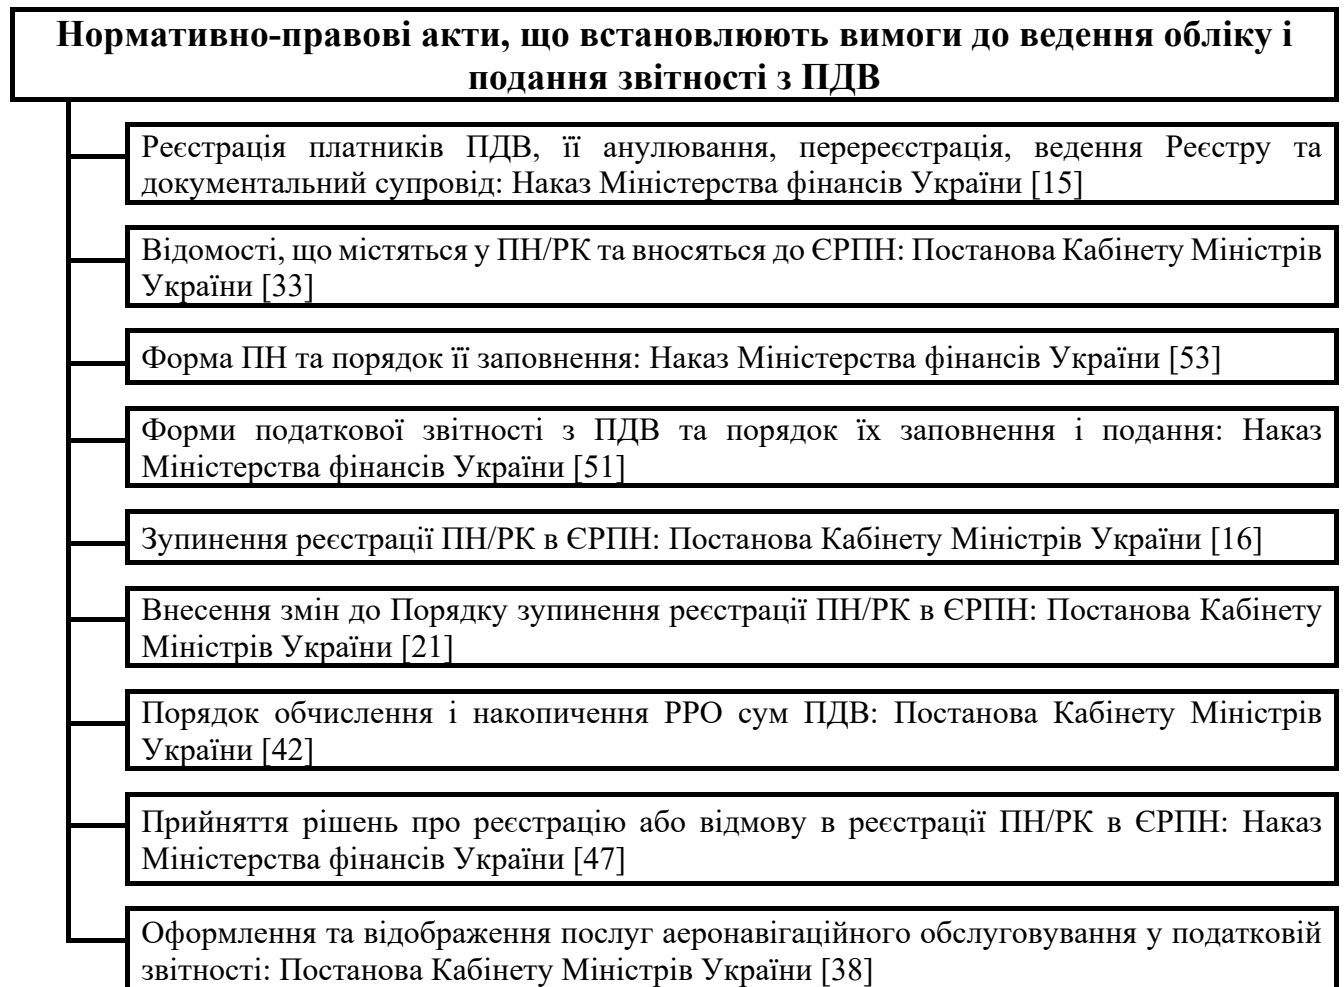 Нормативно-правові акти, що встановлюють вимоги до ведення обліку і
подання звітності з ПДВ
Реєстрація платників ПДВ, її анулювання, перереєстрація, ведення Реєстру та
документальний супровід: Наказ Міністерства фінансів України [15]
Відомості, що містяться у ПН/РК та вносяться до ЄРПН: Постанова Кабінету Міністрів
України [33]
Форма ПН та порядок її заповнення: Наказ Міністерства фінансів України [53]
Форми податкової звітності з ПДВ та порядок їх заповнення і подання: Наказ
Міністерства фінансів України [51]
Зупинення реєстрації ПН/РК в ЄРПН: Постанова Кабінету Міністрів України [16]
Внесення змін до Порядку зупинення реєстрації ПН/РК в ЄРПН: Постанова Кабінету
Міністрів України [21]
Порядок обчислення і накопичення РРО сум ПДВ: Постанова Кабінету Міністрів
України [42]
Прийняття рішень про реєстрацію або відмову в реєстрації ПН/РК в ЄРПН: Наказ
Міністерства фінансів України [47]
Оформлення та відображення послуг аеронавігаційного обслуговування у податковій
звітності: Постанова Кабінету Міністрів України [38]